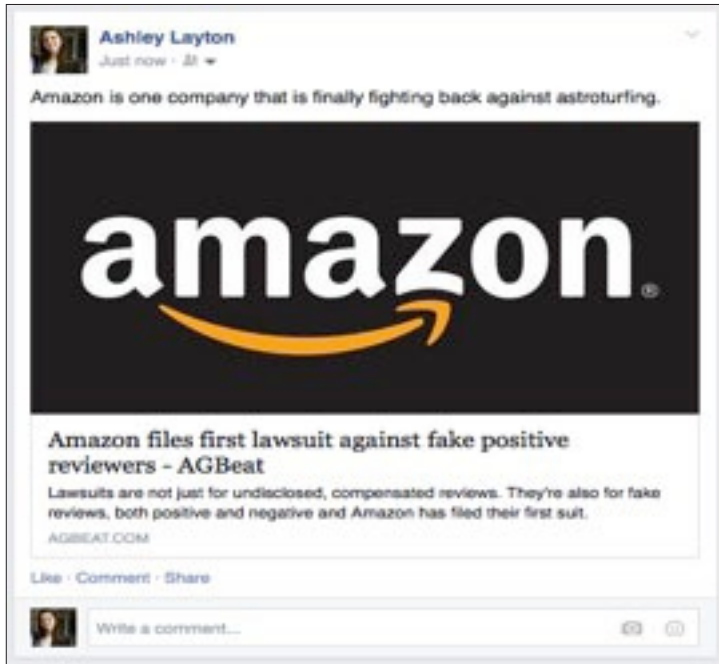 Ashley Layton
Just now ·
Amazon is one company that is finally fighting back against astroturfing.
amazon®
Amazon files first lawsuit against fake positive
reviewers - AGBeat
Lawsuits are not just for undisclosed, compensated reviews. They're also for fake
reviews, both positive and negative and Amazon has filed their first suit.
AGBEAT.COM
Like · Comment · Share
Write a comment...